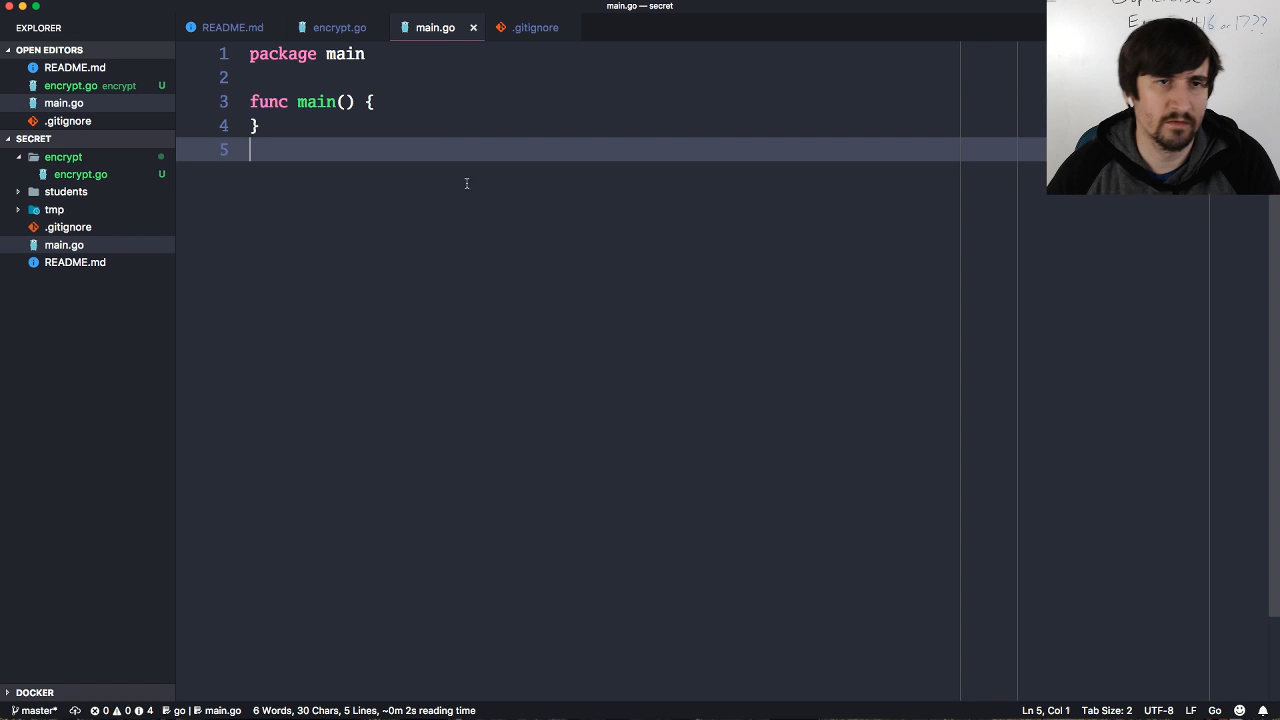 main.go — secret
EXPLORER
README.md
encrypt.go
main.go
.gitignore
OPEN EDITORS
README.md
encrypt.go encrypt U
main.go
.gitignore
SECRET
encrypt
encrypt.go U
students
tmp
.gitignore
main.go
README.md
DOCKER
1 package main
2
3 func main() {
4 }
5
master*
0 0 4
go | main.go
6 Words, 30 Chars, 5 Lines, ~0m 2s reading time
Ln 5, Col 1
Tab Size: 2
UTF-8
LF
Go